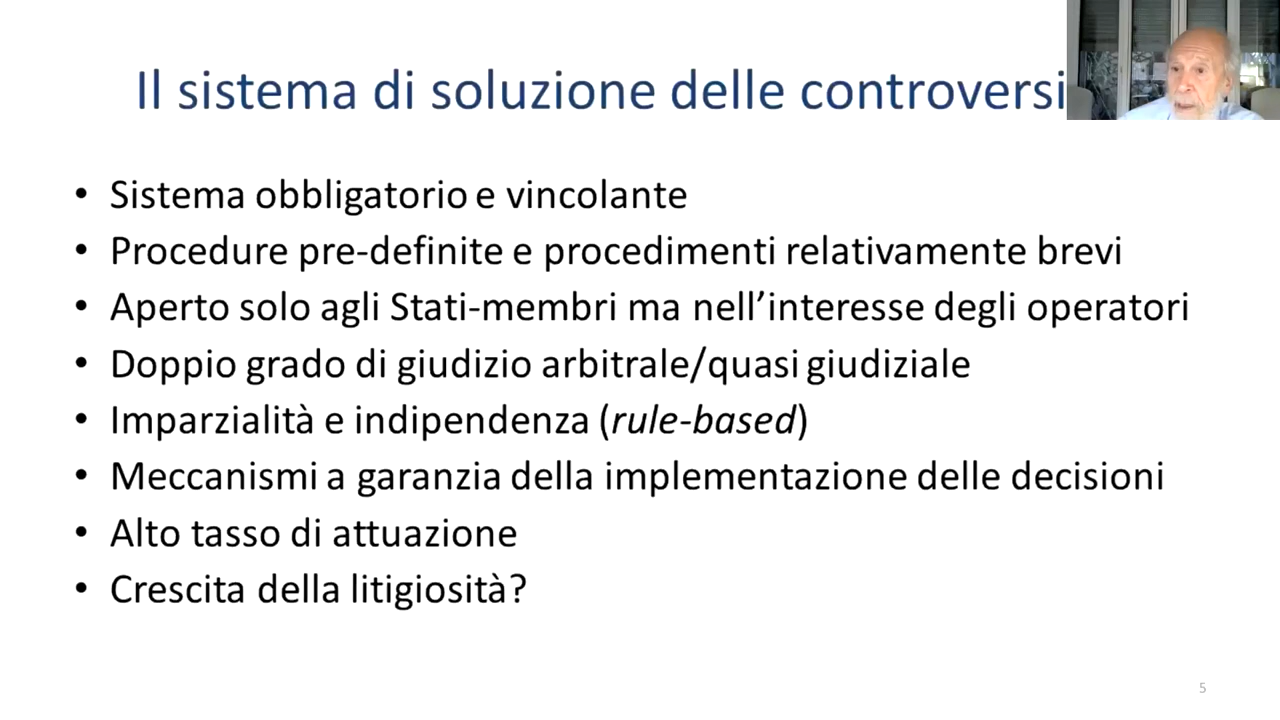 Il sistema di soluzione delle controversi
• Sistema obbligatorio e vincolante
• Procedure pre-definite e procedimenti relativamente brevi
• Aperto solo agli Stati-membri ma nell’interesse degli operatori
• Doppio grado di giudizio arbitrale/quasi giudiziale
• Imparzialità e indipendenza (rule-based)
• Meccanismi a garanzia della implementazione delle decisioni
• Alto tasso di attuazione
• Crescita della litigiosità?
5